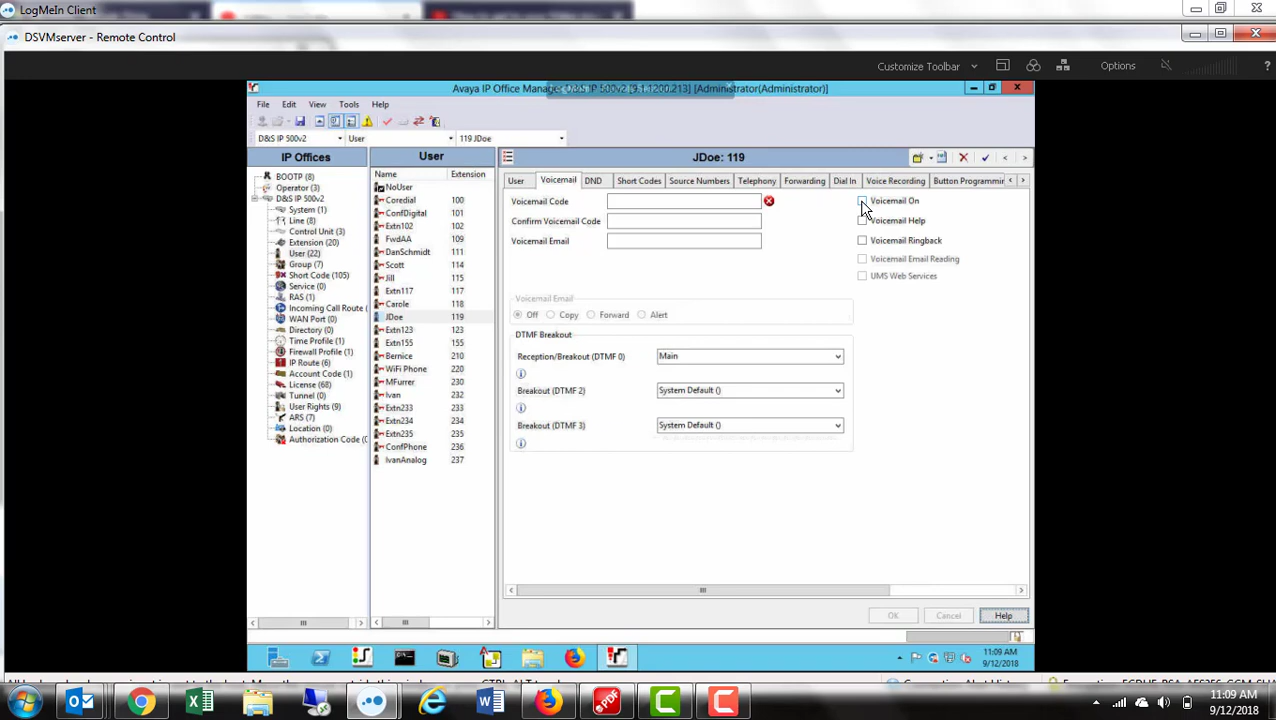 LogMeIn Client
DSVMserver - Remote Control
Customize Toolbar
Options
Avaya IP Office Manager D&S IP 500v2 [9.1.1200.213] [Administrator(Administrator)]
File Edit View Tools Help
D&S IP 500v2 User 119 JDoe
IP Offices
BOOTP (8)
Operator (3)
D&S IP 500v2
System (1)
Line (8)
Control Unit (3)
Extension (20)
User (22)
Group (7)
Short Code (105)
Service (0)
RAS (1)
Incoming Call Route (
WAN Port (0)
Directory (0)
Time Profile (1)
Firewall Profile (1)
IP Route (6)
Account Code (1)
License (68)
Tunnel (0)
User Rights (9)
ARS (7)
Location (0)
Authorization Code (
User
Name Extension
NoUser
Coredial 100
ConfDigital 101
Extn102 102
FwdAA 109
DanSchmidt 111
Scott 114
Jill 115
Extn117 117
Carole 118
JDoe 119
Extn123 123
Extn155 155
Bernice 210
WiFi Phone 220
MFurrer 230
Ivan 232
Extn233 233
Extn234 234
Extn235 235
ConfPhone 236
IvanAnalog 237
JDoe: 119
User Voicemail DND Short Codes Source Numbers Telephony Forwarding Dial In Voice Recording Button Programmin
Voicemail Code
Confirm Voicemail Code
Voicemail Email
Voicemail On
Voicemail Help
Voicemail Ringback
Voicemail Email Reading
UMS Web Services
Voicemail Email
Off Copy Forward Alert
DTMF Breakout
Reception/Breakout (DTMF 0) Main
Breakout (DTMF 2) System Default ()
Breakout (DTMF 3) System Default ()
OK Cancel Help
11:09 AM
9/12/2018
11:09 AM
9/12/2018